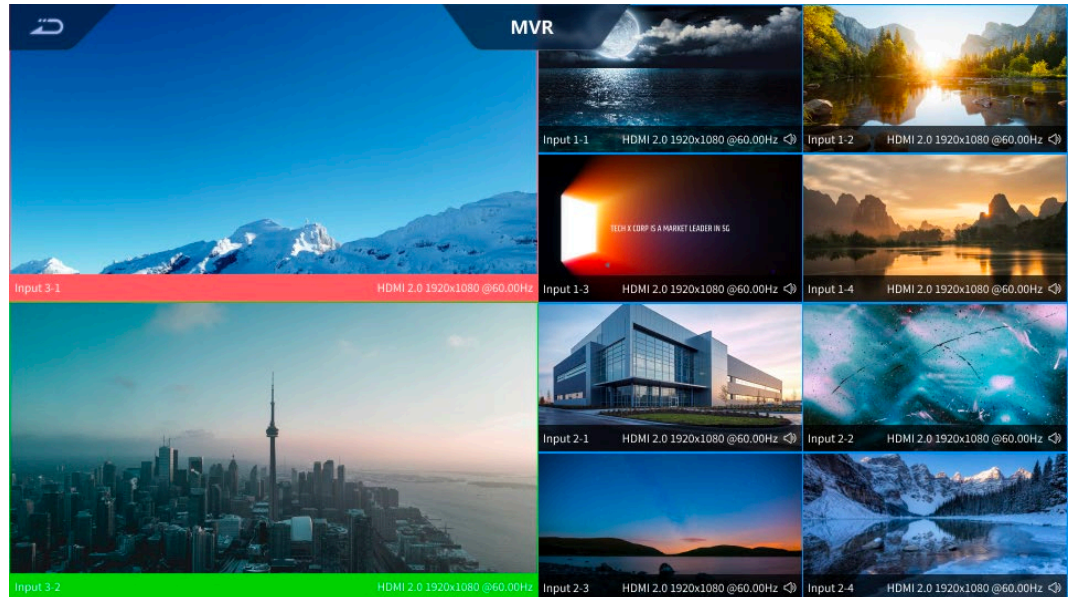 MVR
Input 3-1 HDMI 2.0 1920x1080 @60.00Hz
Input 1-1 HDMI 2.0 1920x1080 @60.00Hz
Input 1-2 HDMI 2.0 1920x1080 @60.00Hz
TECH X CORP IS A MARKET LEADER IN 5G
Input 1-3 HDMI 2.0 1920x1080 @60.00Hz
Input 1-4 HDMI 2.0 1920x1080 @60.00Hz
Input 3-2 HDMI 2.0 1920x1080 @60.00Hz
Input 2-1 HDMI 2.0 1920x1080 @60.00Hz
Input 2-2 HDMI 2.0 1920x1080 @60.00Hz
Input 2-3 HDMI 2.0 1920x1080 @60.00Hz
Input 2-4 HDMI 2.0 1920x1080 @60.00Hz